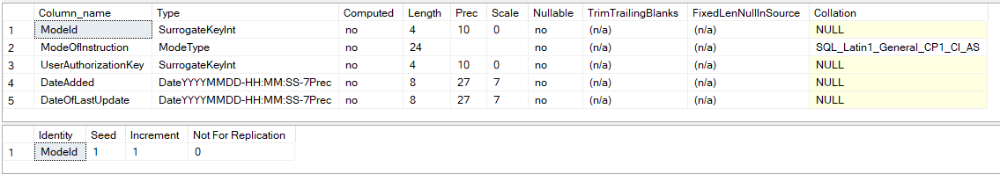 Column_name Type Computed Length Prec Scale Nullable TrimTrailingBlanks FixedLenNullInSource Collation
1 ModeId SurrogateKeyInt no 4 10 0 no (n/a) (n/a) NULL
2 ModeOfInstruction ModeType no 24 no (n/a) (n/a) SQL_Latin1_General_CP1_CI_AS
3 UserAuthorizationKey SurrogateKeyInt no 4 10 0 no (n/a) (n/a) NULL
4 DateAdded DateYYYMMDD-HH:MM:SS-7Prec no 8 27 7 no (n/a) (n/a) NULL
5 DateOfLastUpdate DateYYYMMDD-HH:MM:SS-7Prec no 8 27 7 no (n/a) (n/a) NULL
Identity Seed Increment Not For Replication
1 ModeId 1 1 0